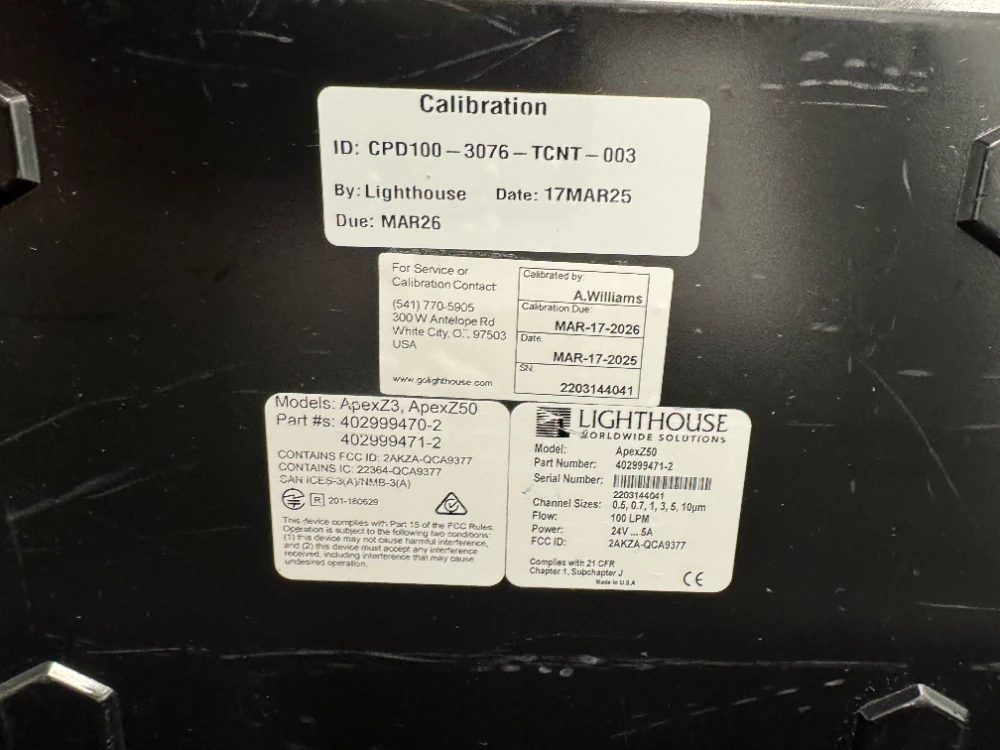 Calibration
ID: CPD100-3076-TCNT-003
By: Lighthouse Date: 17MAR25
Due: MAR26
For Service or
Calibration Contact:
(541) 770-5905
300 W Antelope Rd
White City, 97503
USA
www.golighthouse.com
Calibrated by:
A.Williams
Calibration Due:
MAR-17-2026
Date:
MAR-17-2025
SN:
2203144041
Models: ApexZ3, ApexZ50
Part #s: 402999470-2
402999471-2
CONTAINS FCC ID: 2AKZA-QCA9377
CONTAINS IC: 22364-QCA9377
CAN ICES-3(A)/NMB-3(A)
R 201-180629
This device complies with Part 15 of the FCC Rules.
Operation is subject to the following two conditions:
(1) this device may not cause harmful interference,
and (2) this device must accept any interference
received, including interference that may cause
undesired operation.
LIGHTHOUSE
WORLDWIDE SOLUTIONS
Model: ApexZ50
Part Number: 402999471-2
Serial Number:
2203144041
Channel Sizes: 0.5, 0.7, 1, 3, 5, 10µm
Flow: 100 LPM
Power: 24V ... 5A
FCC ID: 2AKZA-QCA9377
Complies with 21 CFR
Chapter 1, Subchapter J
Made in U.S.A
CE